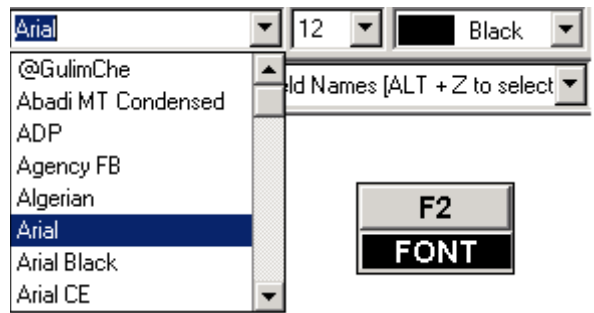 Arial 12 Black
@GulimChe
Abadi MT Condensed
ld Names [ALT + Z to select
ADP
Agency FB
Algerian
Arial
Arial Black
Arial CE
F2
FONT